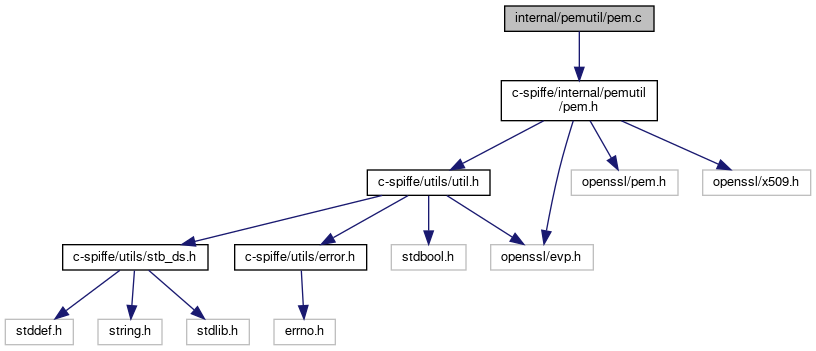 internal/pemutil/pem.c
c-spiffe/internal/pemutil
/pem.h
c-spiffe/utils/util.h
openssl/pem.h
openssl/x509.h
c-spiffe/utils/stb_ds.h
c-spiffe/utils/error.h
stdbool.h
openssl/evp.h
stddef.h
string.h
stdlib.h
errno.h